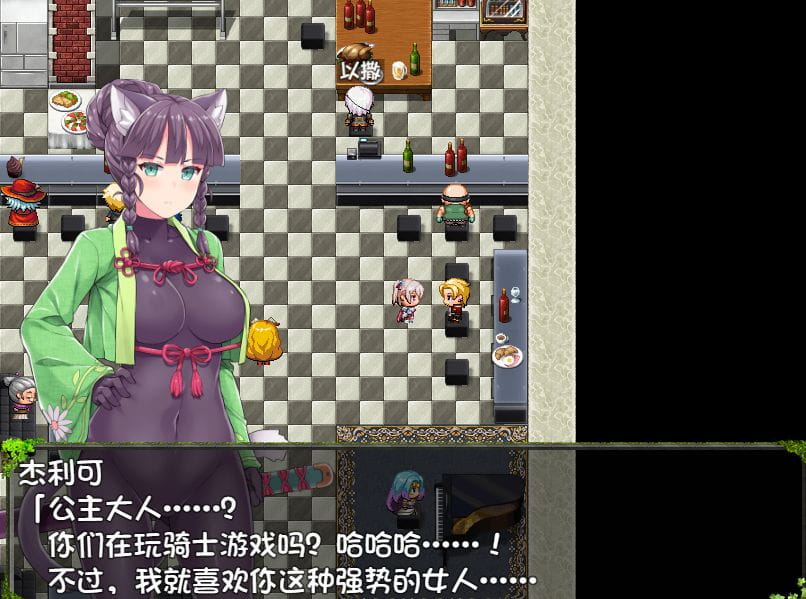 以撒
杰利可
「公主大人……？
你们在玩骑士游戏吗？哈哈哈……！
不过，我就喜欢你这种强势的女人……